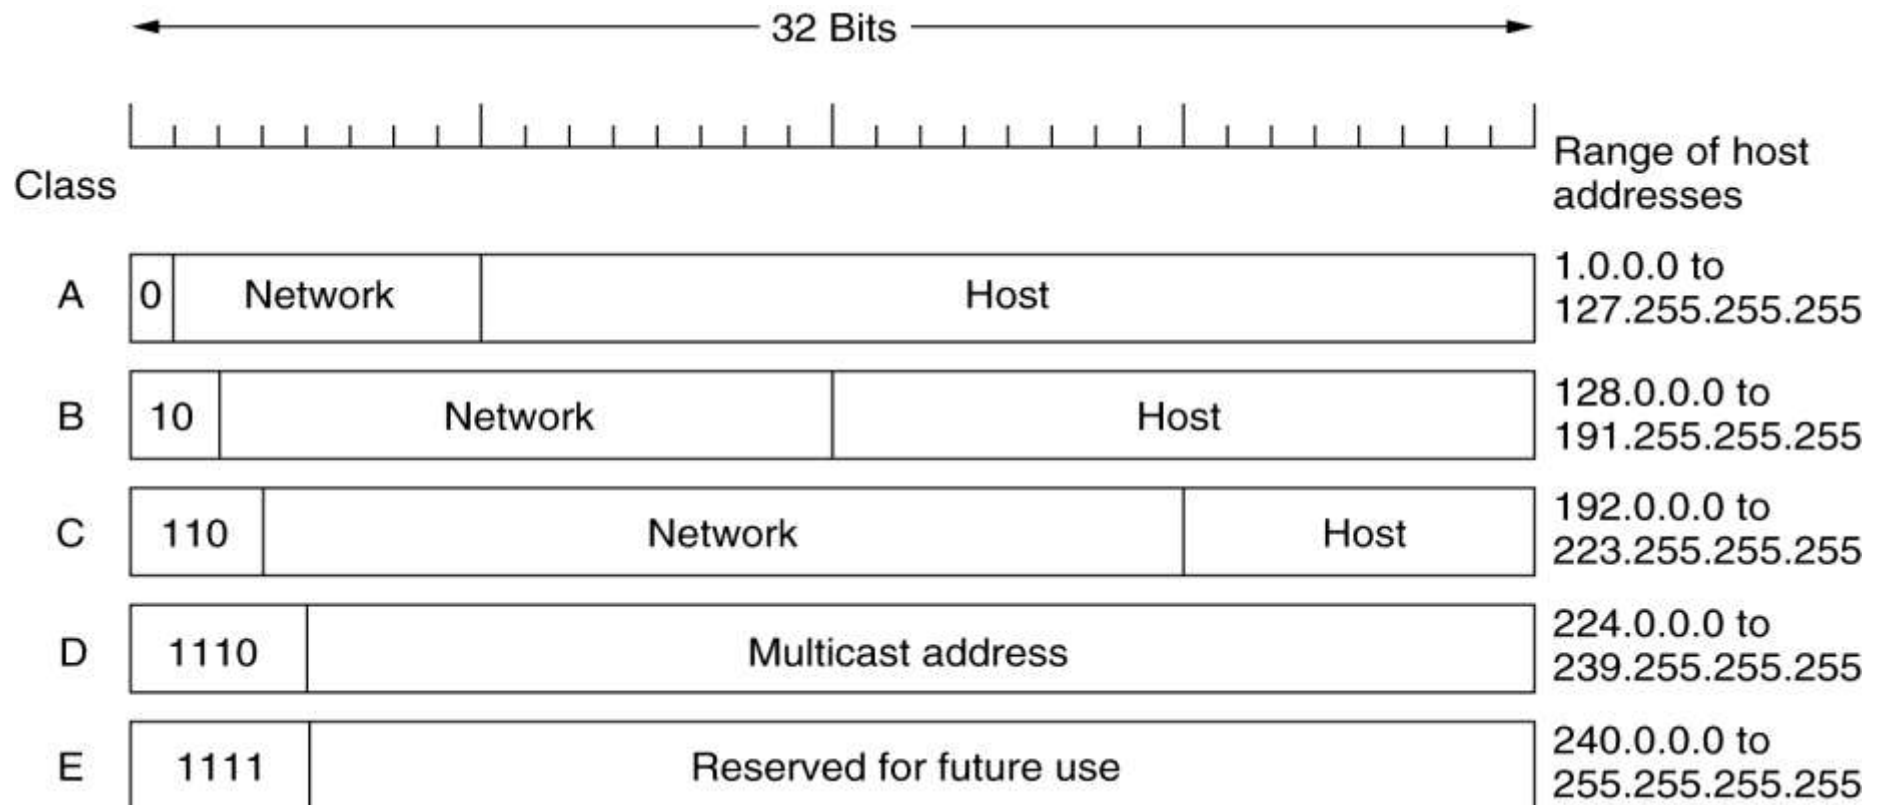 32 Bits
Range of host
addresses
Class
A
0
Network
Host
1.0.0.0 to
127.255.255.255
B
10
Network
Host
128.0.0.0 to
191.255.255.255
C
110
Network
Host
192.0.0.0 to
223.255.255.255
D
1110
Multicast address
224.0.0.0 to
239.255.255.255
E
1111
Reserved for future use
240.0.0.0 to
255.255.255.255